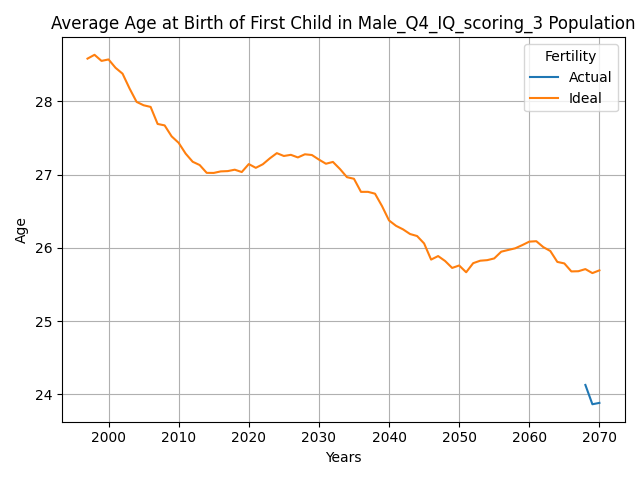 Average Age at Birth of First Child in Male_Q4_IQ_scoring_3 Population
Fertility
Actual
Ideal
Age
28
27
26
25
24
2000 2010 2020 2030 2040 2050 2060 2070
Years